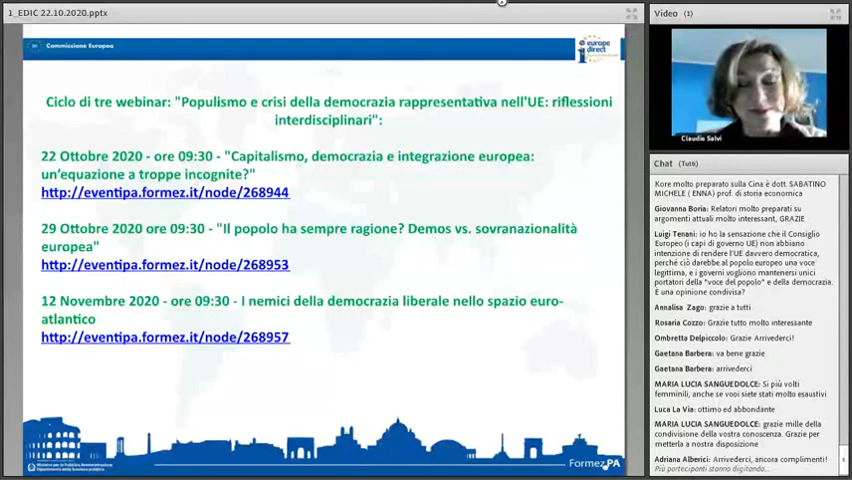 1_EDIC 22.10.2020.pptx
Commissione Europea
europe
direct
Ciclo di tre webinar: "Populismo e crisi della democrazia rappresentativa nell'UE: riflessioni
interdisciplinari":
22 Ottobre 2020 - ore 09:30 - "Capitalismo, democrazia e integrazione europea:
un'equazione a troppe incognite?"
http://eventipa.formez.it/node/268944
29 Ottobre 2020 ore 09:30 - "Il popolo ha sempre ragione? Demos vs. sovranazionalità
europea"
http://eventipa.formez.it/node/268953
12 Novembre 2020 - ore 09:30 - I nemici della democrazia liberale nello spazio euro-
atlantico
http://eventipa.formez.it/node/268957
Ministro per la Pubblica Amministrazione
Dipartimento della funzione pubblica
FormezPA
Video (1)
Claudia Salvi
Chat (Tutti)
Kore molto preparato sulla Cina è dott. SABATINO
MICHELE ( ENNA) prof. di storia economica
Giovanna Boria: Relatori molto preparati su
argomenti attuali molto interessant, GRAZIE
Luigi Tenani: io ho la sensazione che il Consiglio
Europeo (i capi di governo UE) non abbiano
intenzione di rendere l'UE davvero democratica,
perché ciò darebbe al popolo europeo una voce
legittima, e i governi vogliono mantenersi unici
portatori della "voce del popolo" e della democrazia.
È una opinione condivisa?
Annalisa Zago: grazie a tutti
Rosaria Cozzo: Grazie tutto molto interessante
Ombretta Delpiccolo: Grazie Arrivederci!
Gaetana Barbera: va bene grazie
Gaetana Barbera: arrivederci
MARIA LUCIA SANGUEDOLCE: Si più volti
femminili, anche se voi siete stati molto esaustivi
Luca La Via: ottimo ed abbondante
MARIA LUCIA SANGUEDOLCE: grazie mille della
condivisione della vostra conoscenza. Grazie per
metterla a nostra disposizione
Adriana Alberici: Arrivederci, ancora complimenti!
Più partecipanti stanno digitando...